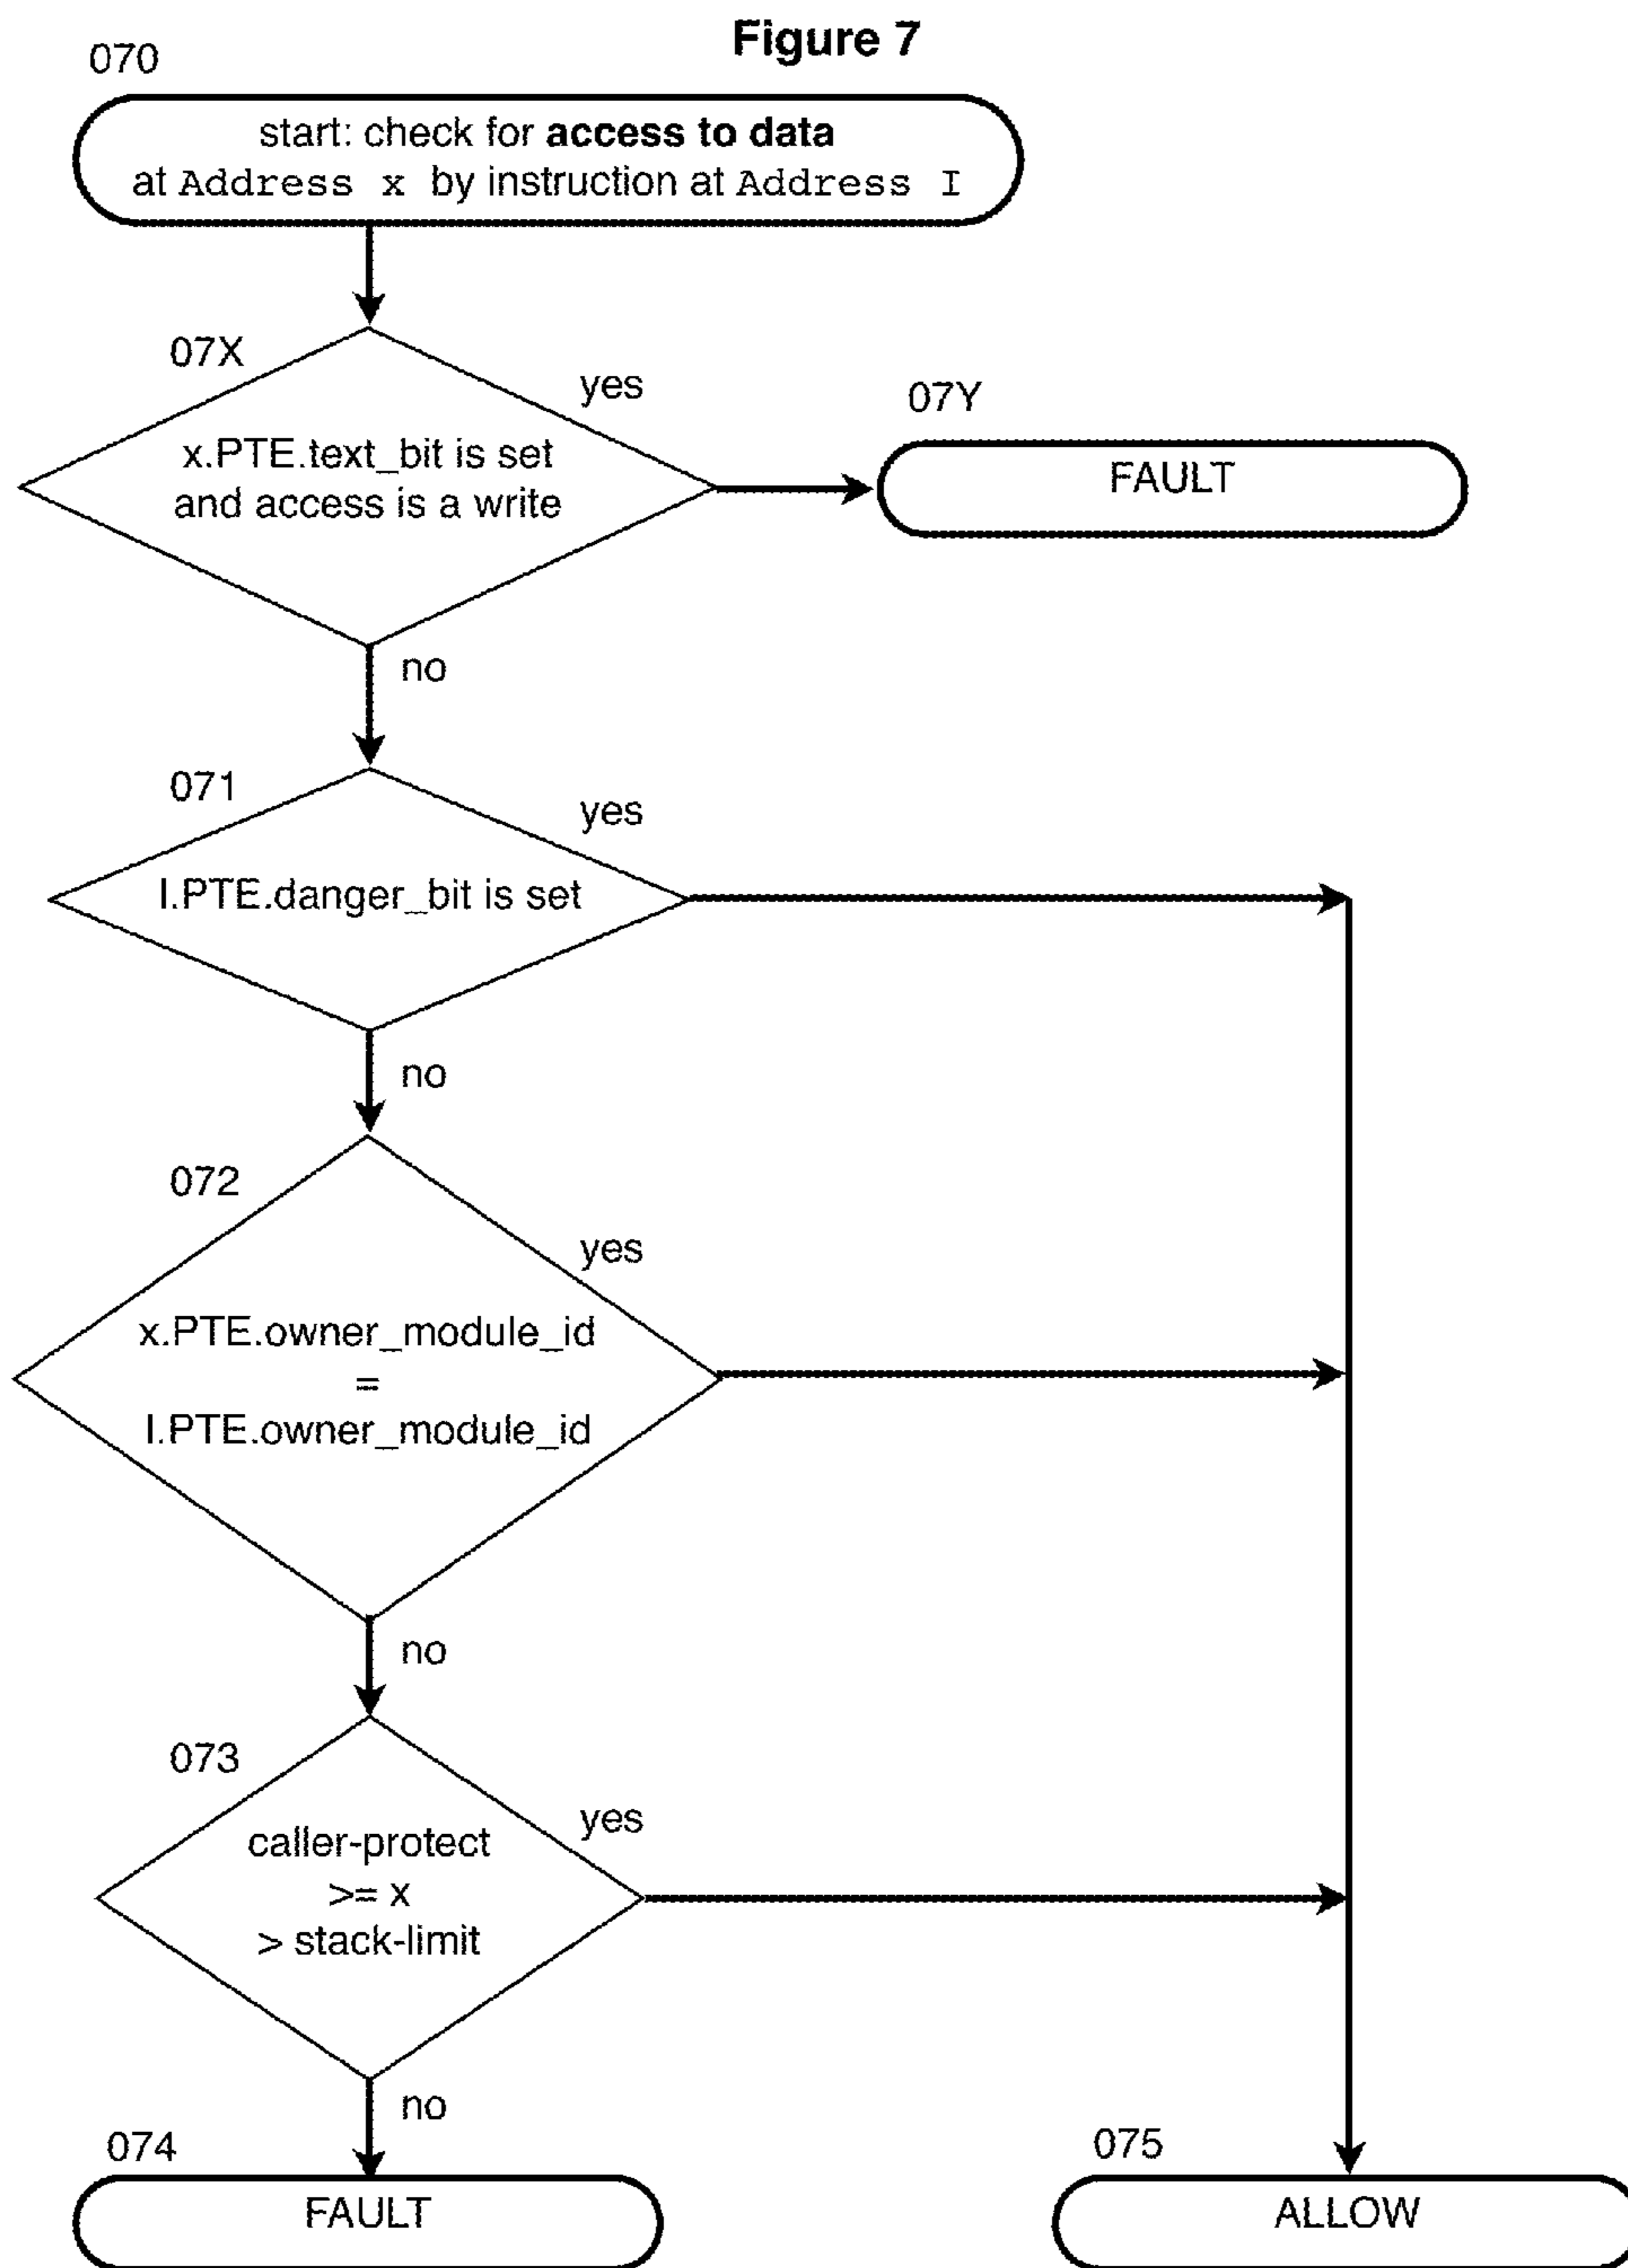 Figure 7
070
start: check for access to data
at Address x by instruction at Address I
07X
yes
x.PTE.text_bit is set
and access is a write
07Y
FAULT
no
071
yes
I.PTE.danger_bit is set
no
072
yes
x.PTE.owner_module_id
=
I.PTE.owner_module_id
no
073
yes
caller-protect
>= x
> stack-limit
no
074
FAULT
075
ALLOW